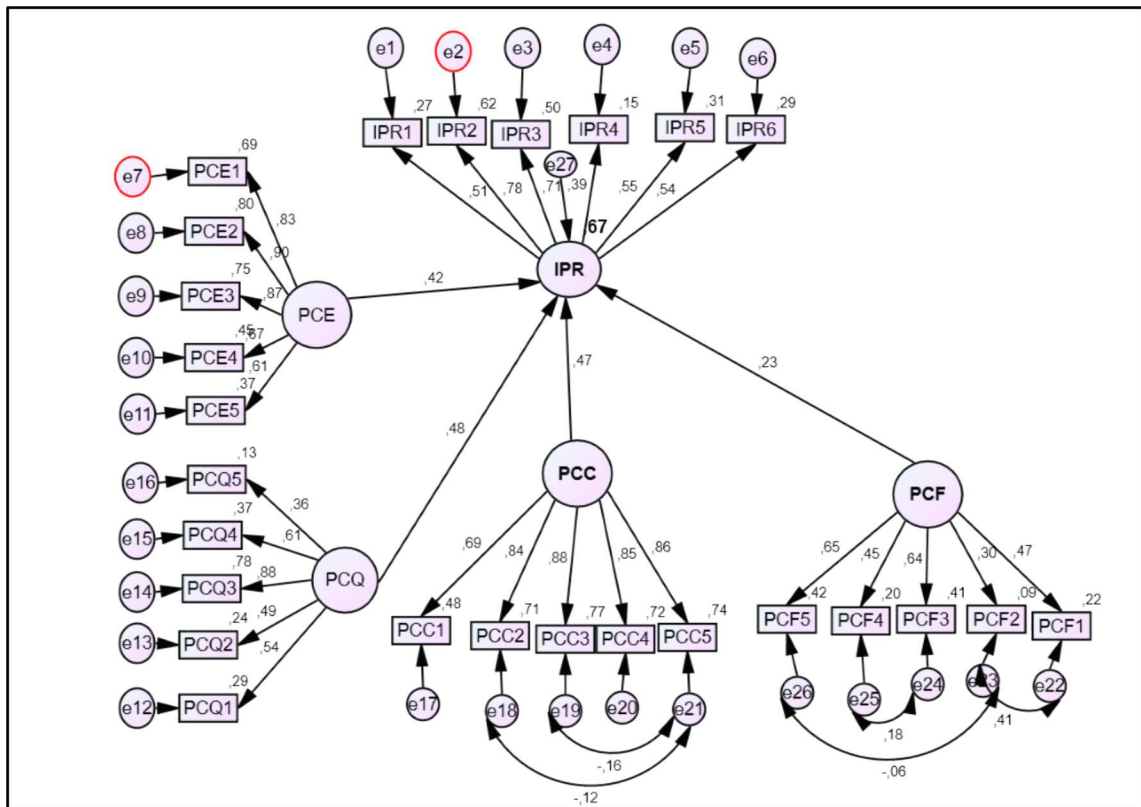 e1 e2 e3 e4 e5 e6
,27 ,62 ,50 ,15 ,31 ,29
IPR1 IPR2 IPR3 IPR4 IPR5 IPR6
e27
,51 ,78 ,71 ,39 ,55 ,54
,67
IPR
,69
e7 PCE1
,83
,80
e8 PCE2
,90
,75
e9 PCE3
,87
PCE
,42
,45 ,67
e10 PCE4
,61
,37
e11 PCE5
,47
,23
,48
,13
e16 PCQ5
,36
,37
e15 PCQ4
,61
,78
e14 PCQ3
,88
PCQ
,24 ,49
e13 PCQ2
,54
,29
e12 PCQ1
PCC
,69 ,84 ,88 ,85 ,86
,48 ,71 ,77 ,72 ,74
PCC1 PCC2 PCC3 PCC4 PCC5
e17 e18 e19 e20 e21
-,16
-,12
PCF
,65 ,45 ,64 ,30 ,47
,42 ,20 ,41 ,09 ,22
PCF5 PCF4 PCF3 PCF2 PCF1
e26 e25 e24 e23 e22
,18 ,41
-,06